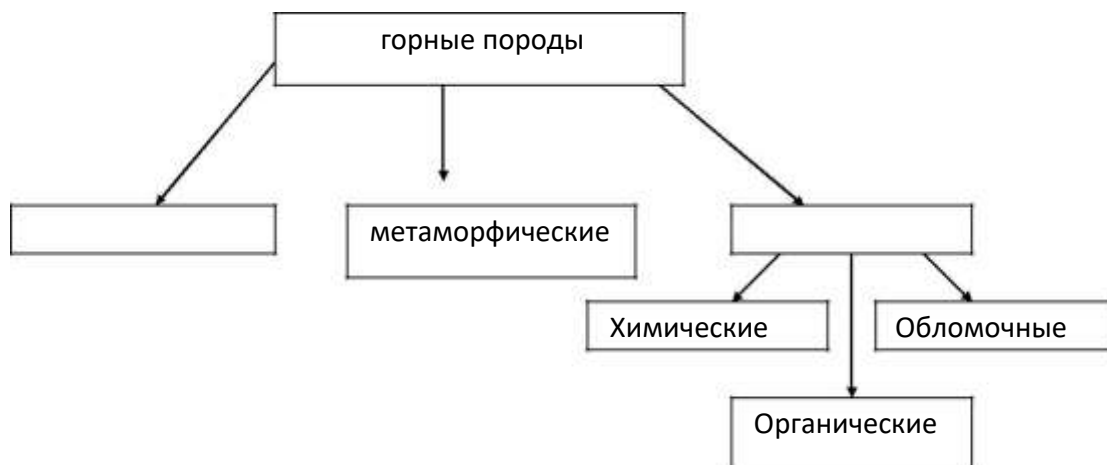 горные породы
метаморфические
Химические
Обломочные
Органические